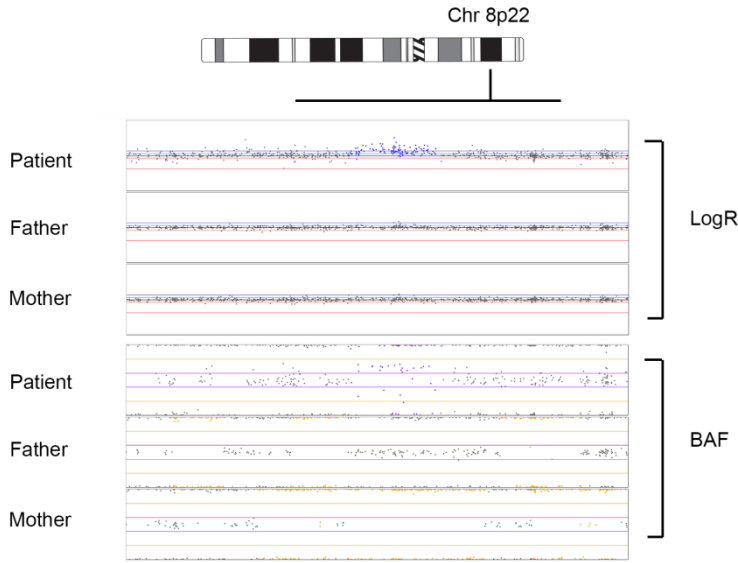 Chr 8p22
Patient
Father
Mother
LogR
Patient
Father
Mother
BAF